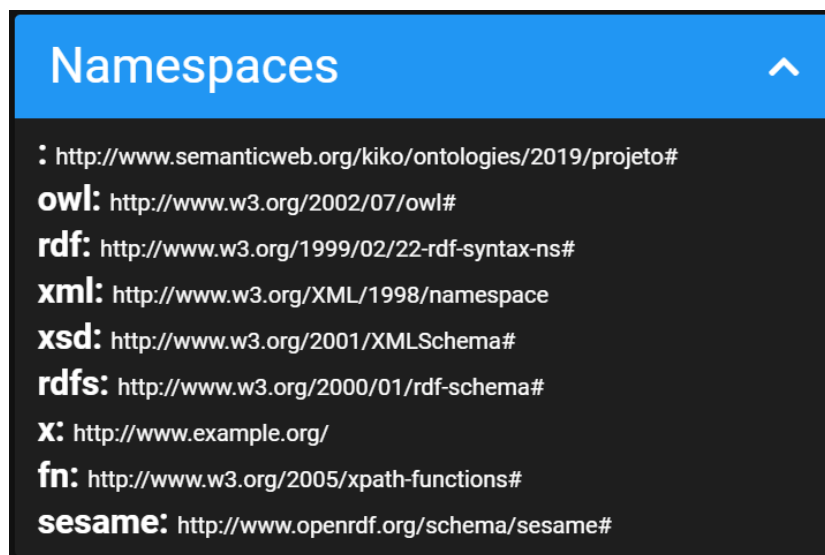 Namespaces
: http://www.semanticweb.org/kiko/ontologies/2019/projeto#
owl: http://www.w3.org/2002/07/owl#
rdf: http://www.w3.org/1999/02/22-rdf-syntax-ns#
xml: http://www.w3.org/XML/1998/namespace
xsd: http://www.w3.org/2001/XMLSchema#
rdfs: http://www.w3.org/2000/01/rdf-schema#
x: http://www.example.org/
fn: http://www.w3.org/2005/xpath-functions#
sesame: http://www.openrdf.org/schema/sesame#